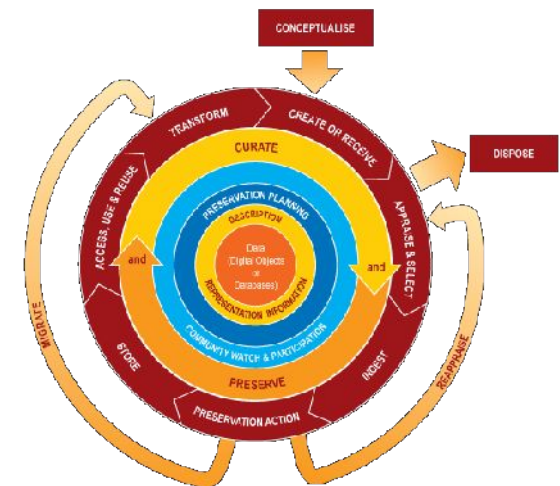 CONCEPTUALISE
CREATE OR RECEIVE
DISPOSE
APPRAISE & SELECT
REAPPRAISE
INGEST
PRESERVATION ACTION
STORE
MIGRATE
ACCESS, USE & REUSE
TRANSFORM
CURATE
and
PRESERVE
and
COMMUNITY WATCH & PARTICIPATION
PRESERVATION PLANNING
DESCRIPTION
REPRESENTATION INFORMATION
Data
(Digital Objects
or
Databases)